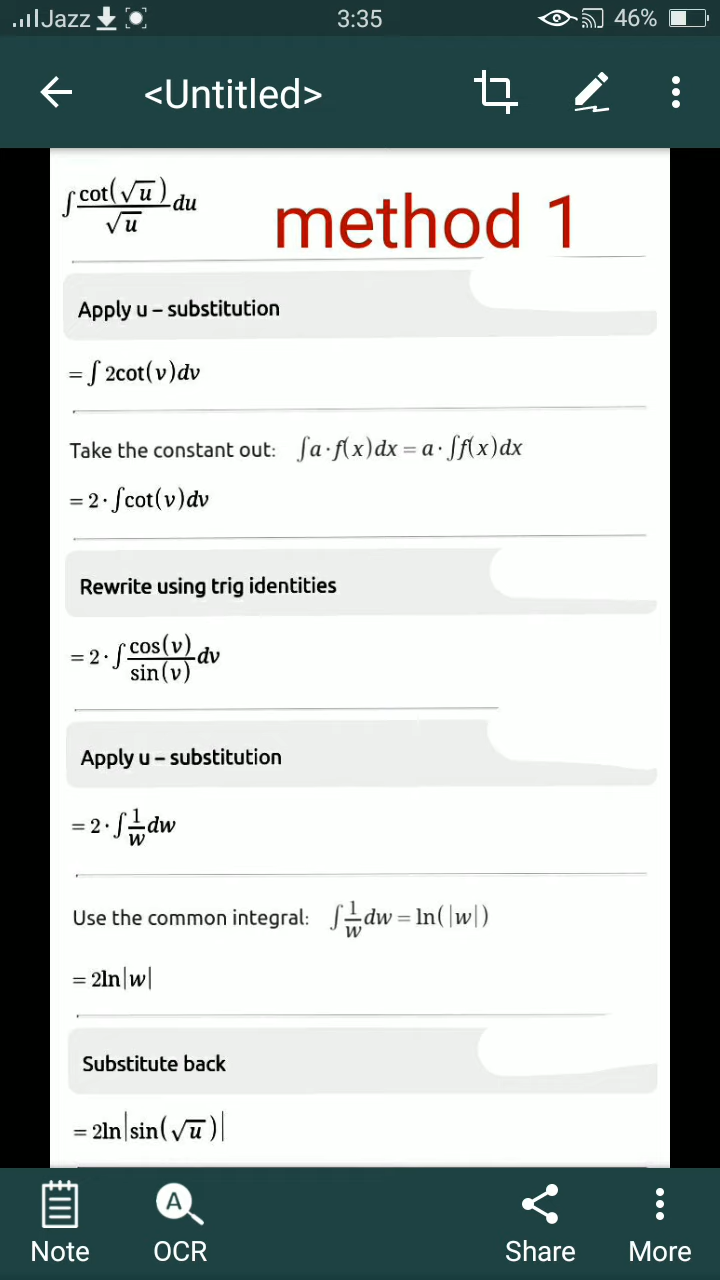 Jazz 3:35 46%
<Untitled>
∫ cot(√u) / √u du method 1
Apply u – substitution
= ∫ 2cot(v)dv
Take the constant out: ∫a·f(x)dx = a·∫f(x)dx
= 2·∫cot(v)dv
Rewrite using trig identities
= 2·∫ cos(v) / sin(v) dv
Apply u – substitution
= 2·∫ 1/w dw
Use the common integral: ∫ 1/w dw = ln(|w|)
= 2ln|w|
Substitute back
= 2ln|sin(√u)|
A
Note OCR Share More